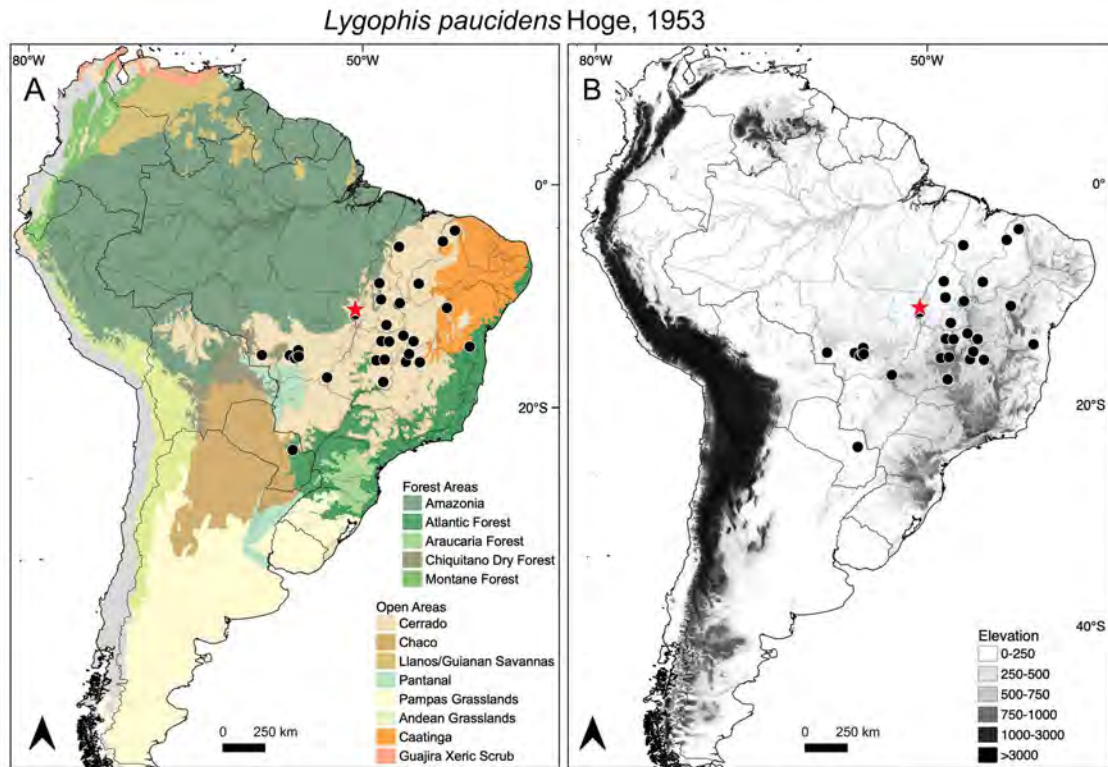 Lygophis paucidens Hoge, 1953
80°W
50°W
A
Forest Areas
Amazonia
Atlantic Forest
Araucaria Forest
Chiquitano Dry Forest
Montane Forest
Open Areas
Cerrado
Chaco
Llanos/Guianan Savannas
Pantanal
Pampas Grasslands
Andean Grasslands
Caatinga
Guajira Xeric Scrub
0 250 km
80°W
50°W
B
0°
20°S
40°S
Elevation
0-250
250-500
500-750
750-1000
1000-3000
>3000
0 250 km